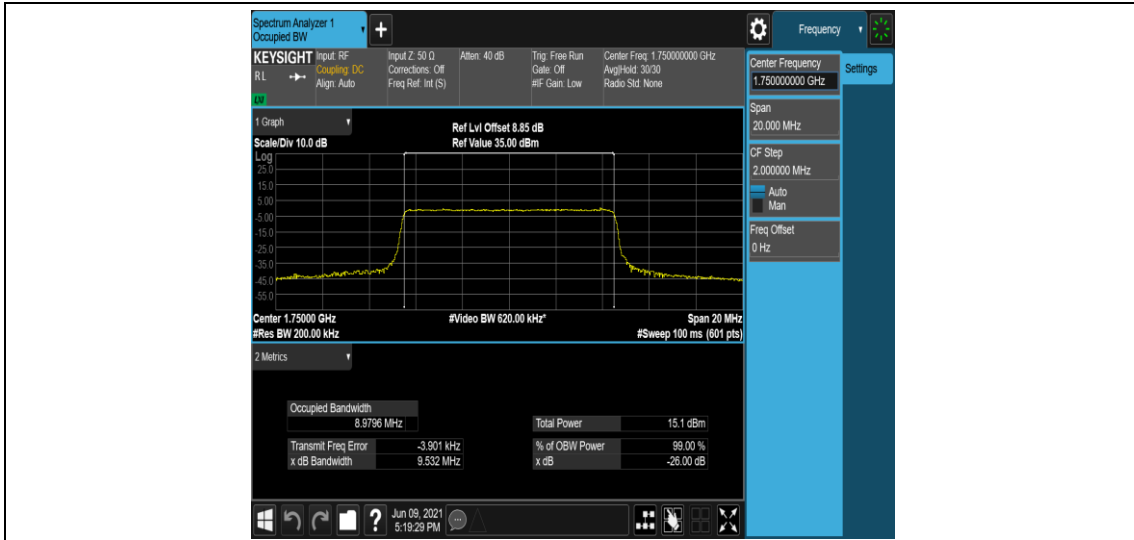 Spectrum Analyzer 1
Occupied BW
+
Frequency
KEYSIGHT
RL
Input: RF
Coupling: DC
Align: Auto
Input Z: 50 Ω
Corrections: Off
Freq Ref: Int (S)
Atten: 40 dB
Trig: Free Run
Gate: Off
#IF Gain: Low
Center Freq: 1.750000000 GHz
Avg|Hold: 30/30
Radio Std: None
Center Frequency
1.750000000 GHz
Settings
Span
20.000 MHz
CF Step
2.000000 MHz
Auto
Man
Freq Offset
0 Hz
1 Graph
Scale/Div 10.0 dB
Ref Lvl Offset 8.85 dB
Ref Value 35.00 dBm
Log
25.0
15.0
5.00
-5.00
-15.0
-25.0
-35.0
-45.0
-55.0
Center 1.75000 GHz
#Res BW 200.00 kHz
#Video BW 620.00 kHz*
Span 20 MHz
#Sweep 100 ms (601 pts)
2 Metrics
Occupied Bandwidth
8.9796 MHz
Total Power 15.1 dBm
Transmit Freq Error -3.901 kHz
% of OBW Power 99.00 %
x dB Bandwidth 9.532 MHz
x dB -26.00 dB
?
Jun 09, 2021
5:19:29 PM